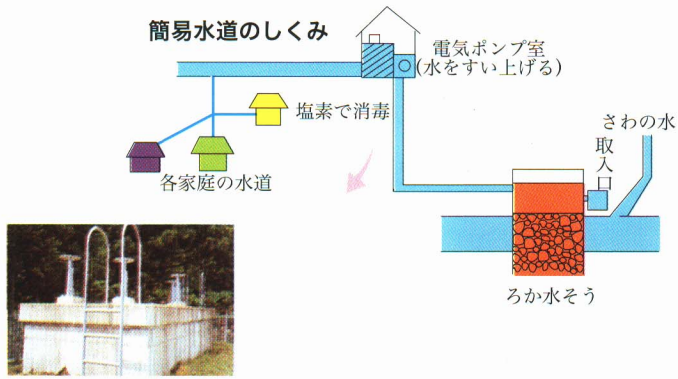 簡易水道のしくみ
電気ポンプ室
(水をすい上げる)
塩素で消毒
各家庭の水道
さわの水
取入口
ろか水そう